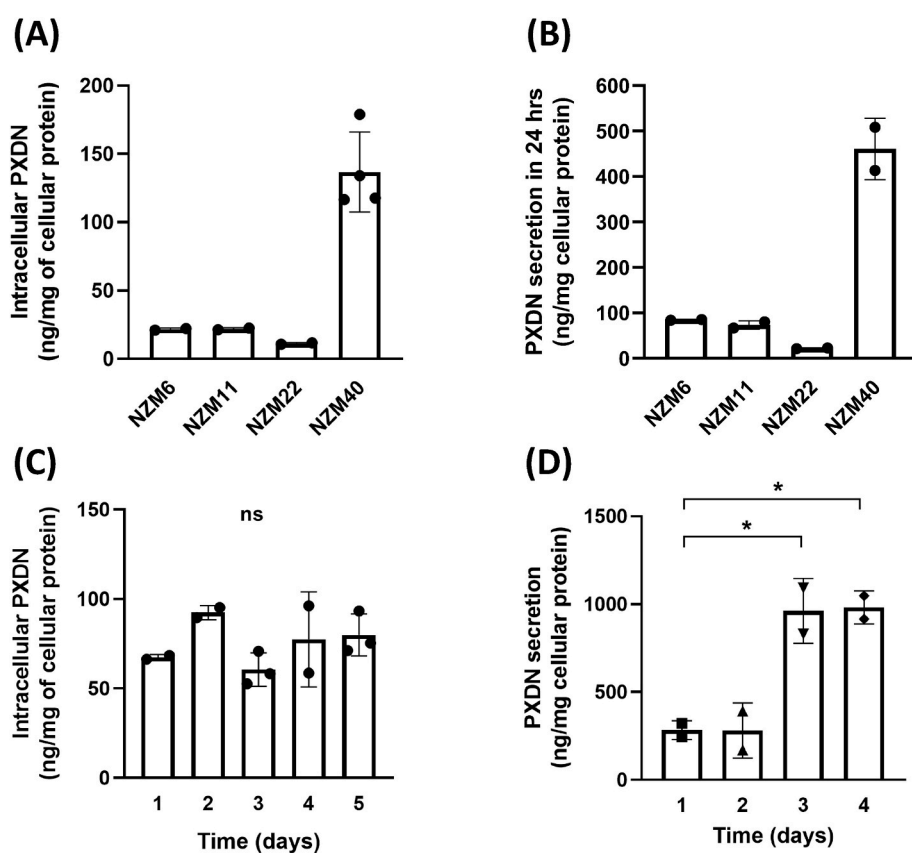 (A)
Intracellular PXDN
(ng/mg of cellular protein)
200
150
100
50
0
NZM6
NZM11
NZM22
NZM40
(B)
PXDN secretion in 24 hrs
(ng/mg cellular protein)
600
500
400
300
200
100
0
NZM6
NZM11
NZM22
NZM40
(C)
Intracellular PXDN
(ng/mg of cellular protein)
150
100
50
0
ns
1 2 3 4 5
Time (days)
(D)
PXDN secretion
(ng/mg cellular protein)
1500
1000
500
0
*
*
1 2 3 4
Time (days)